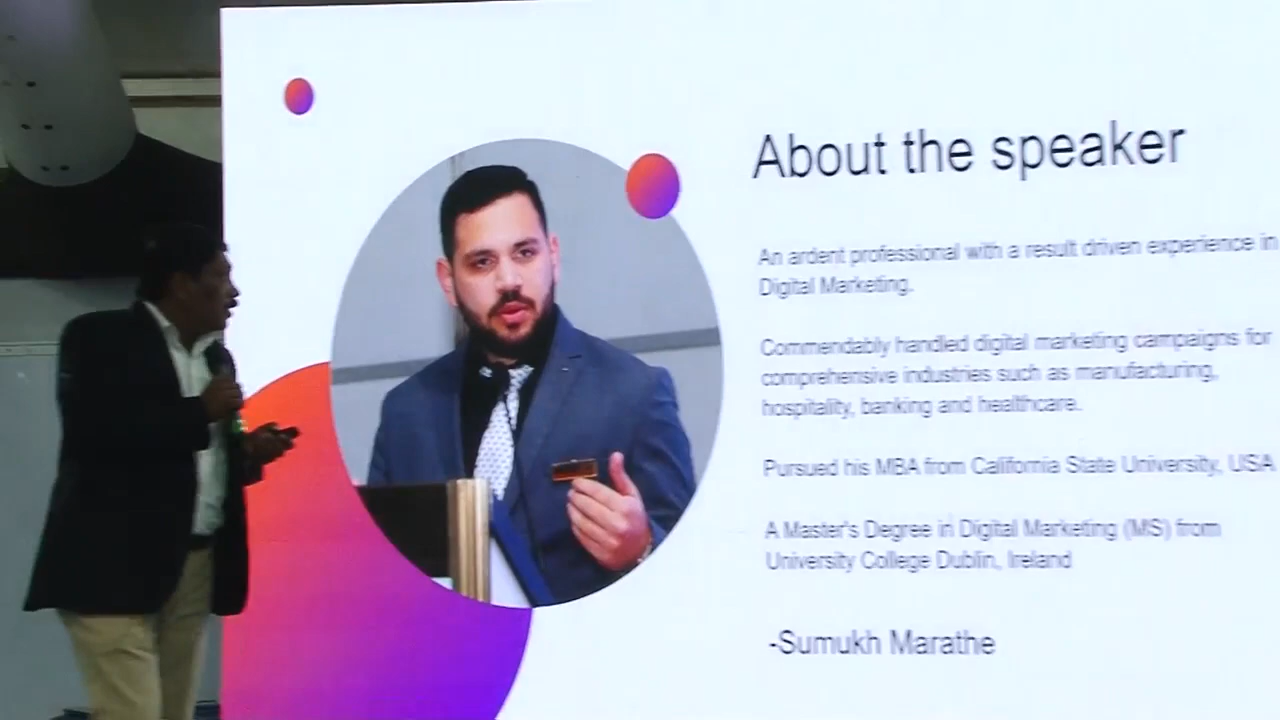 About the speaker
An ardent professional with a result driven experience in
Digital Marketing.
Commendably handled digital marketing campaigns for
comprehensive industries such as manufacturing,
hospitality, banking and healthcare.
Pursued his MBA from California State University, USA
A Master's Degree in Digital Marketing (MS) from
University College Dublin, Ireland
-Sumukh Marathe